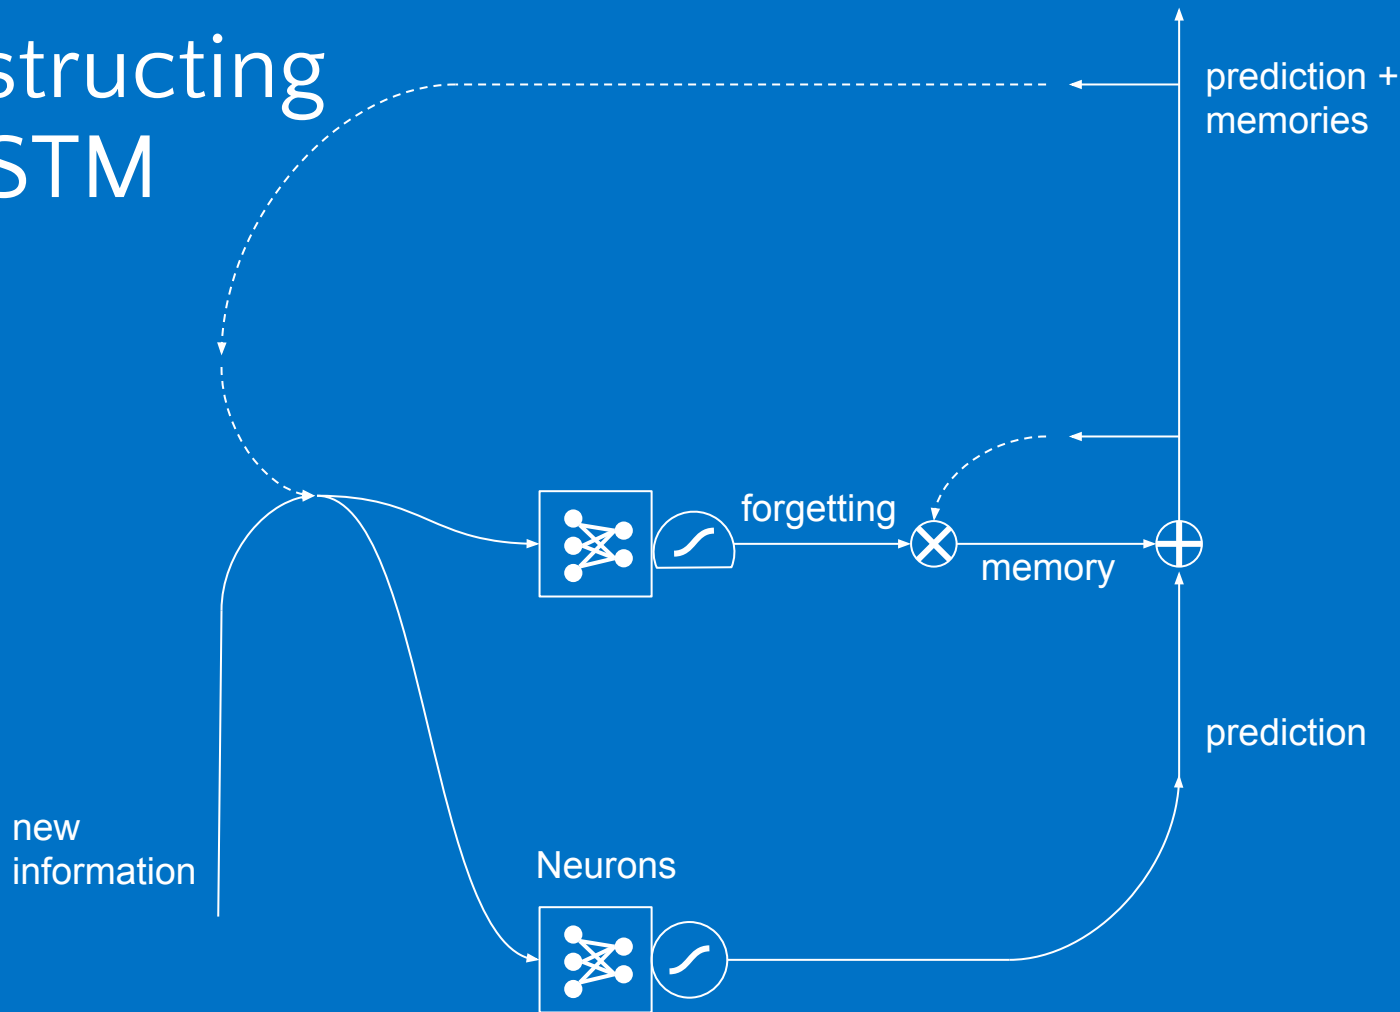 structing
STM
prediction +
memories
forgetting
memory
prediction
new
information
Neurons